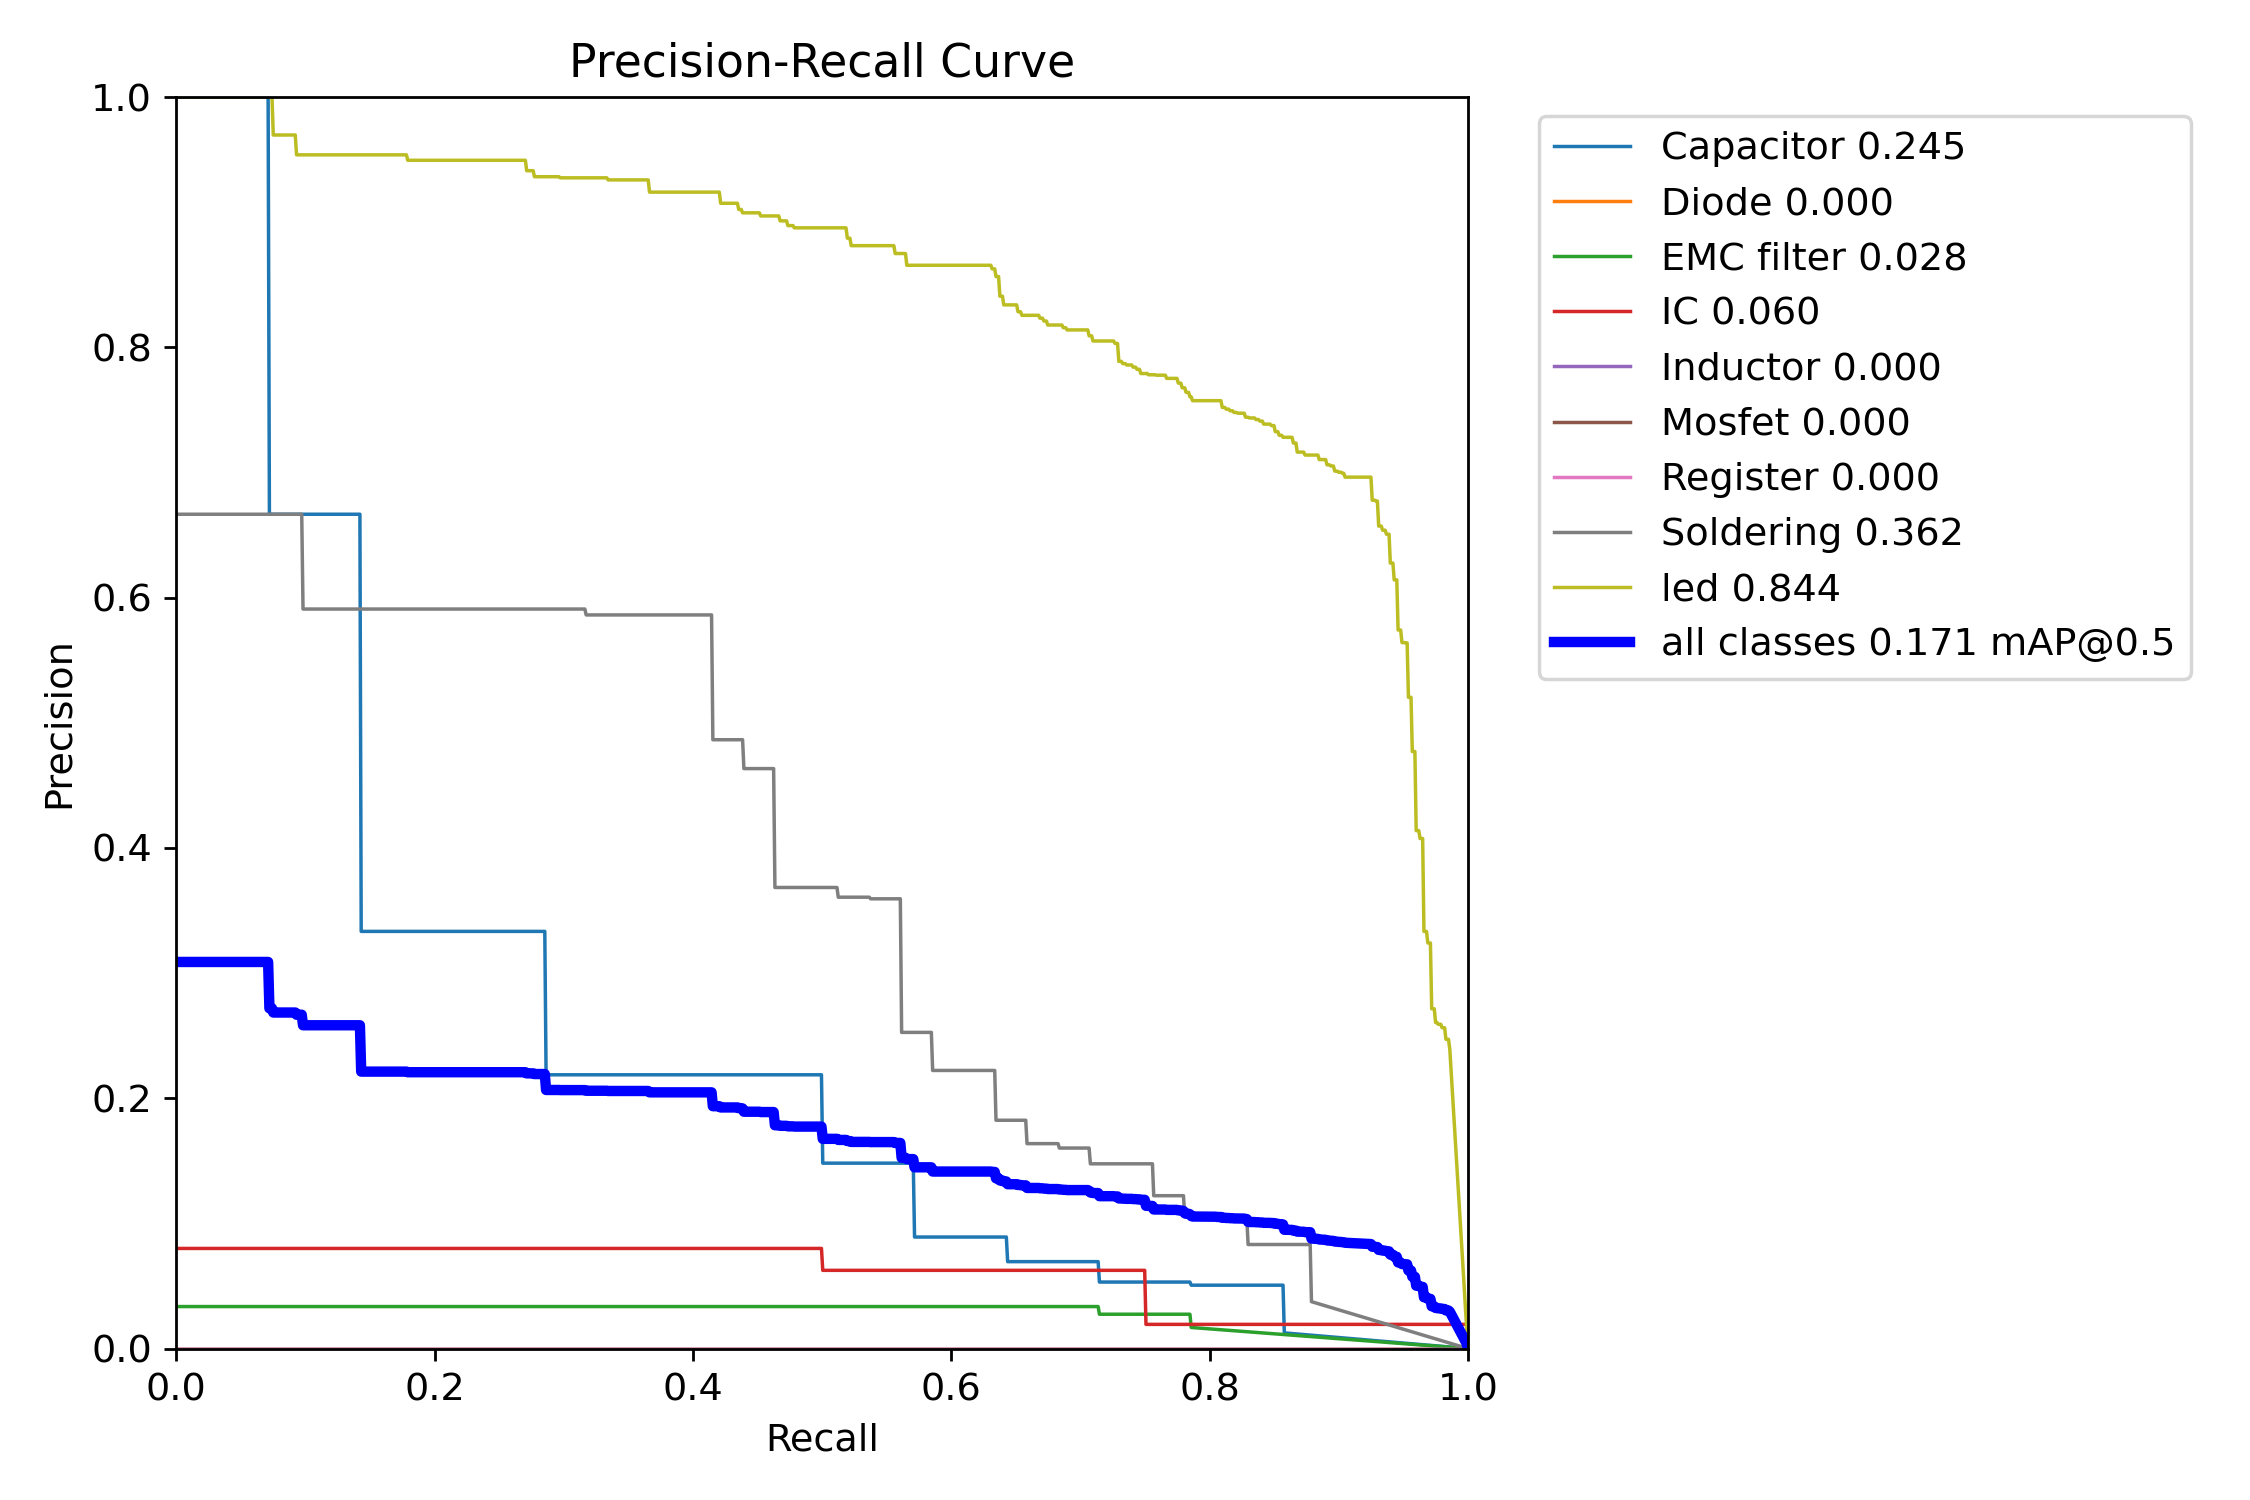 Precision-Recall Curve
1.0
0.8
0.6
0.4
0.2
0.0
Precision
0.0 0.2 0.4 0.6 0.8 1.0
Recall
Capacitor 0.245
Diode 0.000
EMC filter 0.028
IC 0.060
Inductor 0.000
Mosfet 0.000
Register 0.000
Soldering 0.362
led 0.844
all classes 0.171 mAP@0.5